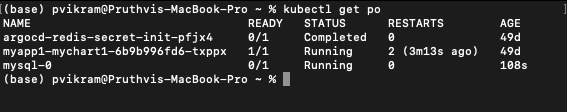 (base) pvikram@Pruthvis-MacBook-Pro ~ % kubectl get po
NAME READY STATUS RESTARTS AGE
argocd-redis-secret-init-pfjx4 0/1 Completed 0 49d
myapp1-mychart1-6b9b996fd6-txppx 1/1 Running 2 (3m13s ago) 49d
mysql-0 1/1 Running 0 108s
(base) pvikram@Pruthvis-MacBook-Pro ~ %